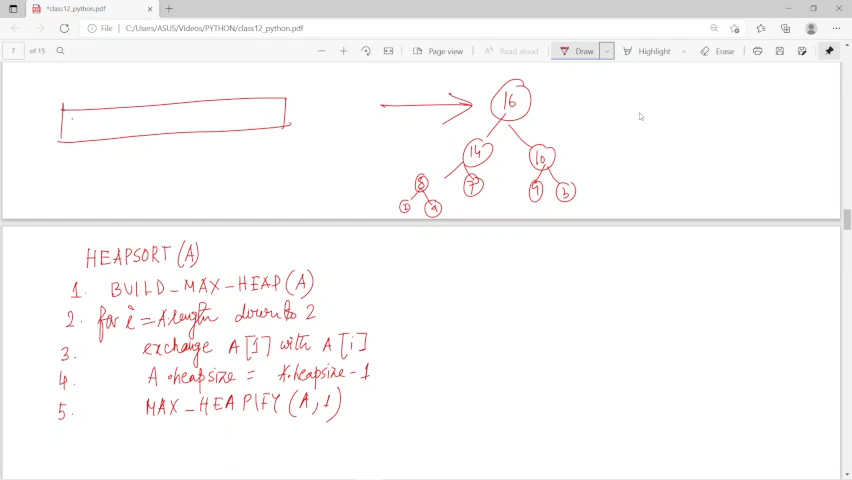 *class12_python.pdf
File
C:/Users/ASUS/Videos/PYTHON/class12_python.pdf
7 of 15
Page view
Read aloud
Draw
Highlight
Erase
16
14 10
8 7 9 3
2 4
HEAPSORT (A)
1. BUILD-MAX-HEAP(A)
2. for i = A.length down to 2
3. exchange A [1] with A [i]
4. A.heapsize = A.heapsize - 1
5. MAX-HEAPIFY (A, 1)